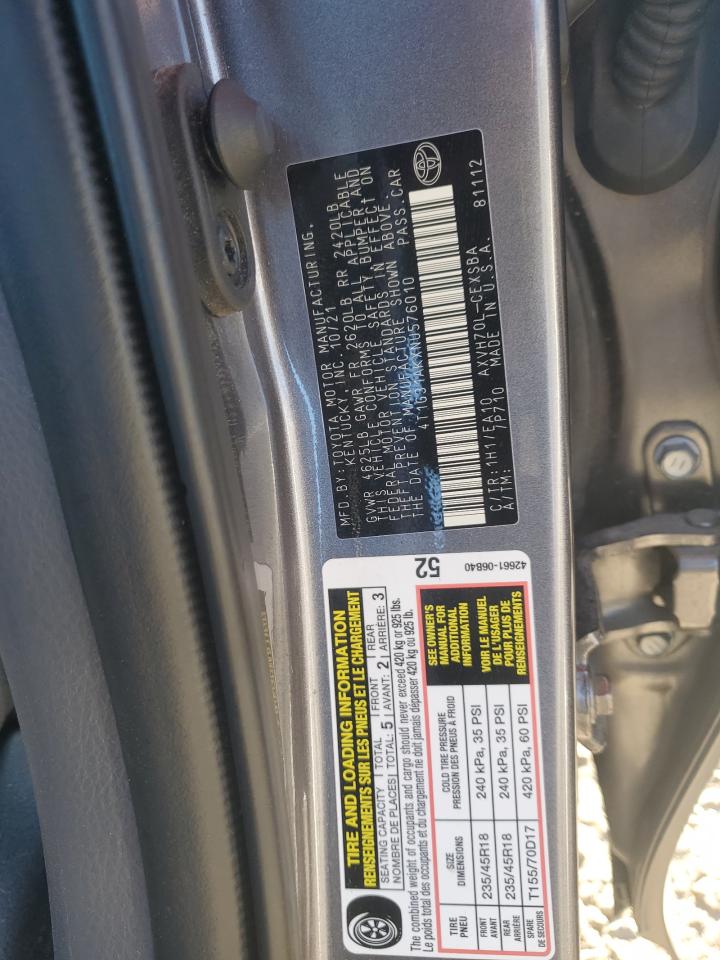 TIRE AND LOADING INFORMATION
RENSEIGNEMENTS SUR LES PNEUS ET LE CHARGEMENT
SEATING CAPACITY | TOTAL 5 | FRONT 2 | REAR 3
NOMBRE DE PLACES | TOTAL: | AVANT: | ARRIÈRE:
The combined weight of occupants and cargo should never exceed 420 kg or 925 lbs.
Le poids total des occupants et du chargement ne doit jamais dépasser 420 kg ou 925 lb.
TIRE PNEU | SIZE DIMENSIONS | COLD TIRE PRESSURE PRESSION DES PNEUS À FROID
FRONT AVANT | 235/45R18 | 240 kPa, 35 PSI
REAR ARRIÈRE | 235/45R18 | 240 kPa, 35 PSI
SPARE DE SECOURS | T155/70D17 | 420 kPa, 60 PSI
SEE OWNER'S
MANUAL FOR
ADDITIONAL
INFORMATION
VOIR LE MANUEL
DE L'USAGER
POUR PLUS DE
RENSEIGNEMENTS
52
42661-06B40
MFD.BY:TOYOTA MOTOR MANUFACTURING.
KENTUCKY, INC. 10/21
GVWR 4625LB GAWR FR 2620LB RR 2420LB
THIS VEHICLE CONFORMS TO ALL APPLICABLE
FEDERAL MOTOR VEHICLE SAFETY, BUMPER, AND
THEFT PREVENTION STANDARDS IN EFFECT ON
THE DATE OF MANUFACTURE SHOWN ABOVE.
4T1G31AKXNU576010 PASS.CAR
C/TR:1H1/EA10 AXVH70L-CEXSBA
A/TM: 7P710 MADE IN U.S.A. 81112